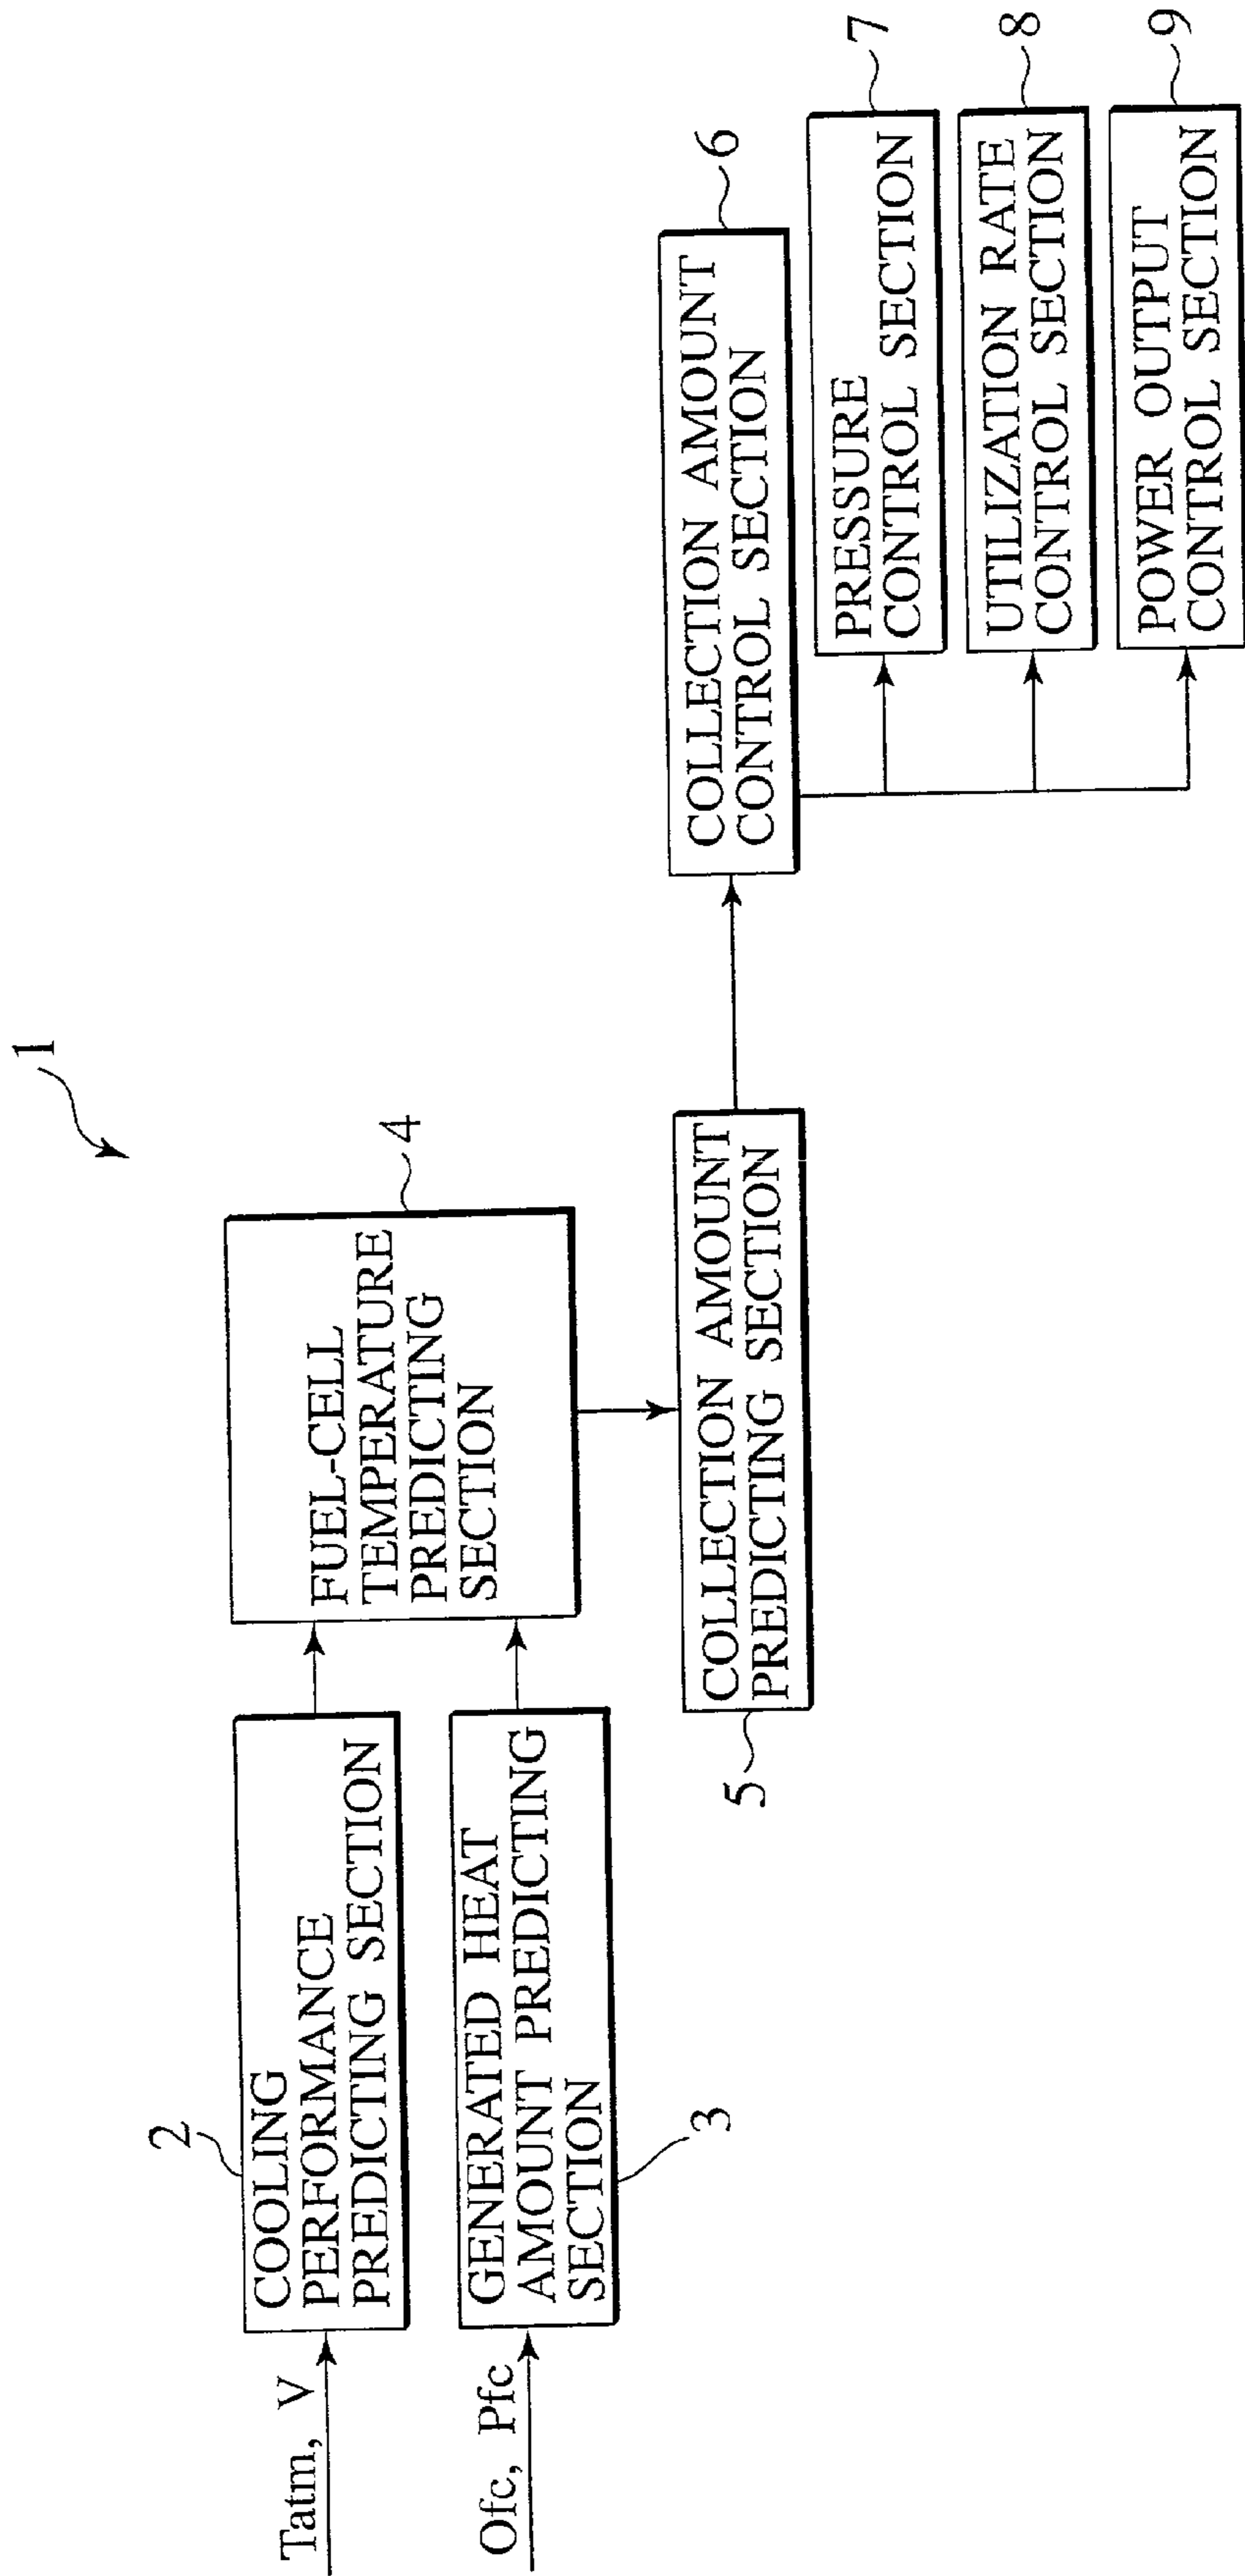 1
Tatm, V
2
COOLING
PERFORMANCE
PREDICTING SECTION
Ofc, Pfc
GENERATED HEAT
AMOUNT PREDICTING
SECTION
3
4
FUEL-CELL
TEMPERATURE
PREDICTING
SECTION
5
COLLECTION AMOUNT
PREDICTING SECTION
6
COLLECTION AMOUNT
CONTROL SECTION
7
PRESSURE
CONTROL SECTION
8
UTILIZATION RATE
CONTROL SECTION
9
POWER OUTPUT
CONTROL SECTION